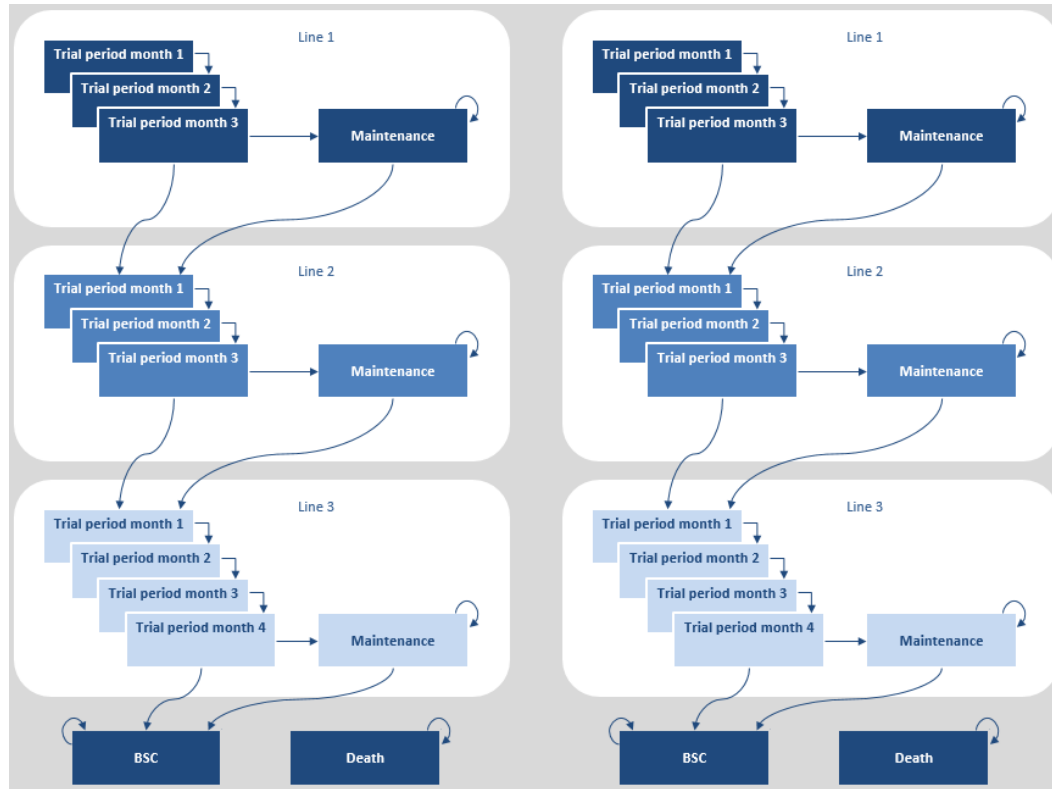 Line 1
Trial period month 1
Trial period month 2
Trial period month 3
Maintenance
Line 2
Trial period month 1
Trial period month 2
Trial period month 3
Maintenance
Line 3
Trial period month 1
Trial period month 2
Trial period month 3
Trial period month 4
Maintenance
BSC
Death
Line 1
Trial period month 1
Trial period month 2
Trial period month 3
Maintenance
Line 2
Trial period month 1
Trial period month 2
Trial period month 3
Maintenance
Line 3
Trial period month 1
Trial period month 2
Trial period month 3
Trial period month 4
Maintenance
BSC
Death